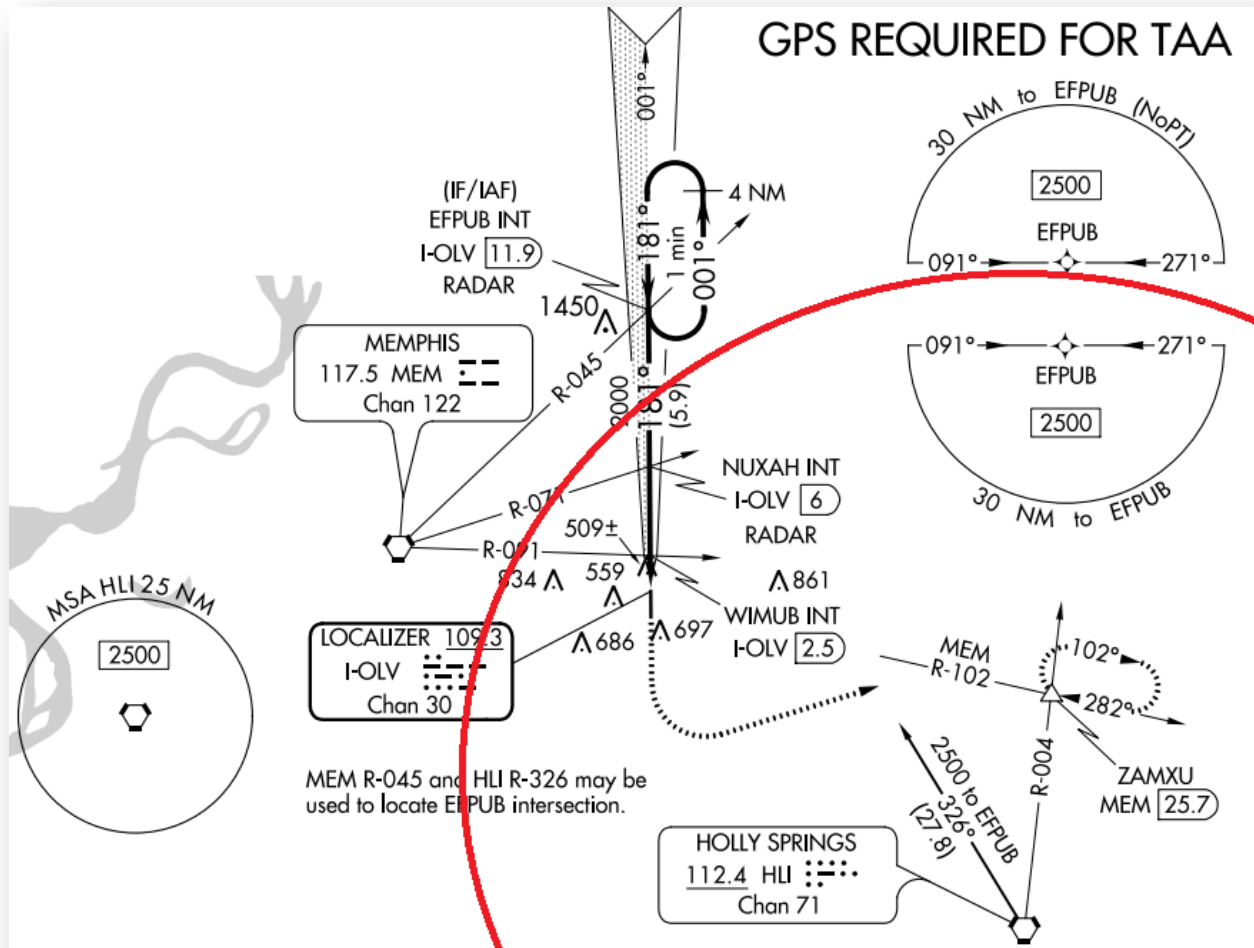 GPS REQUIRED FOR TAA
30 NM to EFPUB (NoPT)
2500
EFPUB
091°
271°
091°
271°
EFPUB
2500
30 NM to EFPUB
001°
4 NM
181°
1 min
001°
(IF/IAF)
EFPUB INT
I-OLV 11.9
RADAR
1450
MEMPHIS
117.5 MEM
Chan 122
R-045
2000
181°
(5.9)
NUXAH INT
I-OLV 6
RADAR
R-071
R-091
509±
834
559
861
WIMUB INT
I-OLV 2.5
686
697
MSA HLI 25 NM
2500
LOCALIZER 109.3
I-OLV
Chan 30
MEM R-045 and HLI R-326 may be
used to locate EFPUB intersection.
MEM
R-102
102°
282°
R-004
ZAMXU
MEM 25.7
2500 to EFPUB
326°
(27.8)
HOLLY SPRINGS
112.4 HLI
Chan 71